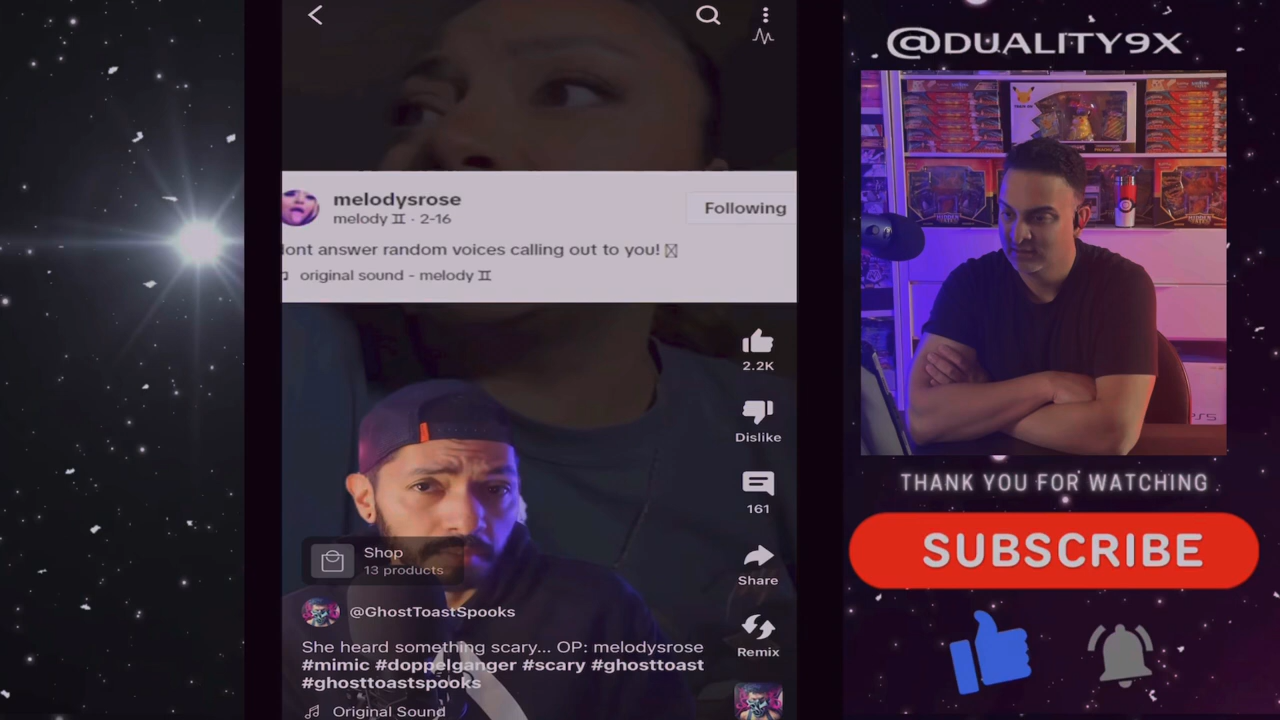 melodysrose
melody II · 2-16
Following
ont answer random voices calling out to you!
original sound - melody II
2.2K
Dislike
161
Share
Remix
Shop
13 products
@GhostToastSpooks
She heard something scary... OP: melodysrose
#mimic #doppelganger #scary #ghosttoast
#ghosttoastspooks
Original Sound
@DUALITY9X
PS5
THANK YOU FOR WATCHING
SUBSCRIBE